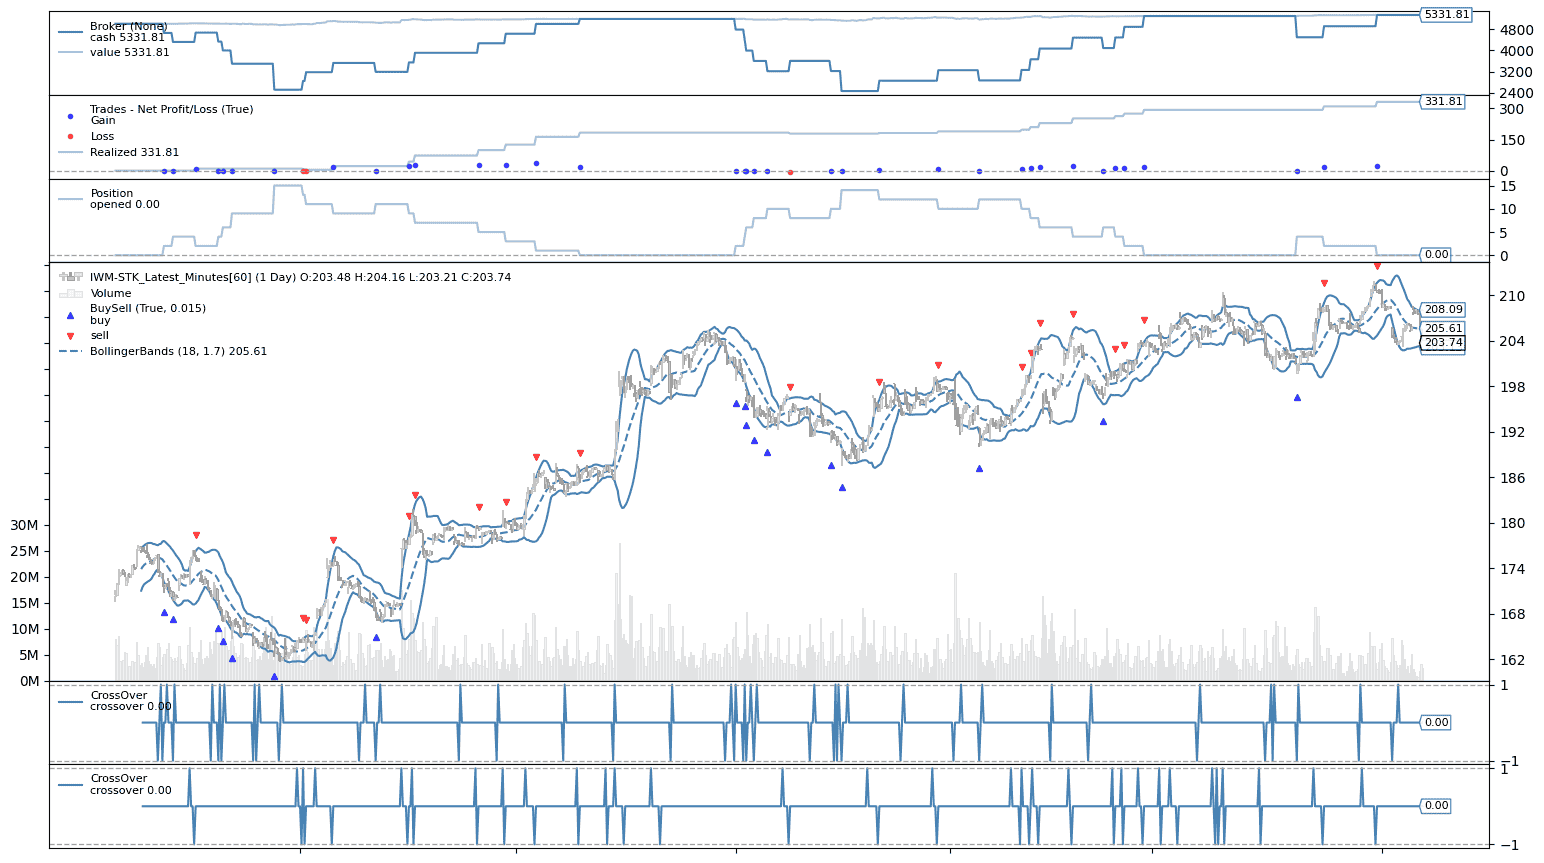 Broker (None)
cash 5331.81
value 5331.81
5331.81
4800
4000
3200
2400
Trades - Net Profit/Loss (True)
Gain
Loss
Realized 331.81
331.81
300
150
0
Position
opened 0.00
15
10
5
0
0.00
IWM-STK_Latest_Minutes[60] (1 Day) O:203.48 H:204.16 L:203.21 C:203.74
Volume
BuySell (True, 0.015)
buy
sell
BollingerBands (18, 1.7) 205.61
210
208.09
205.61
204
203.74
198
192
186
180
174
168
162
30M
25M
20M
15M
10M
5M
0M
CrossOver
crossover 0.00
1
0.00
−1
CrossOver
crossover 0.00
1
0.00
−1